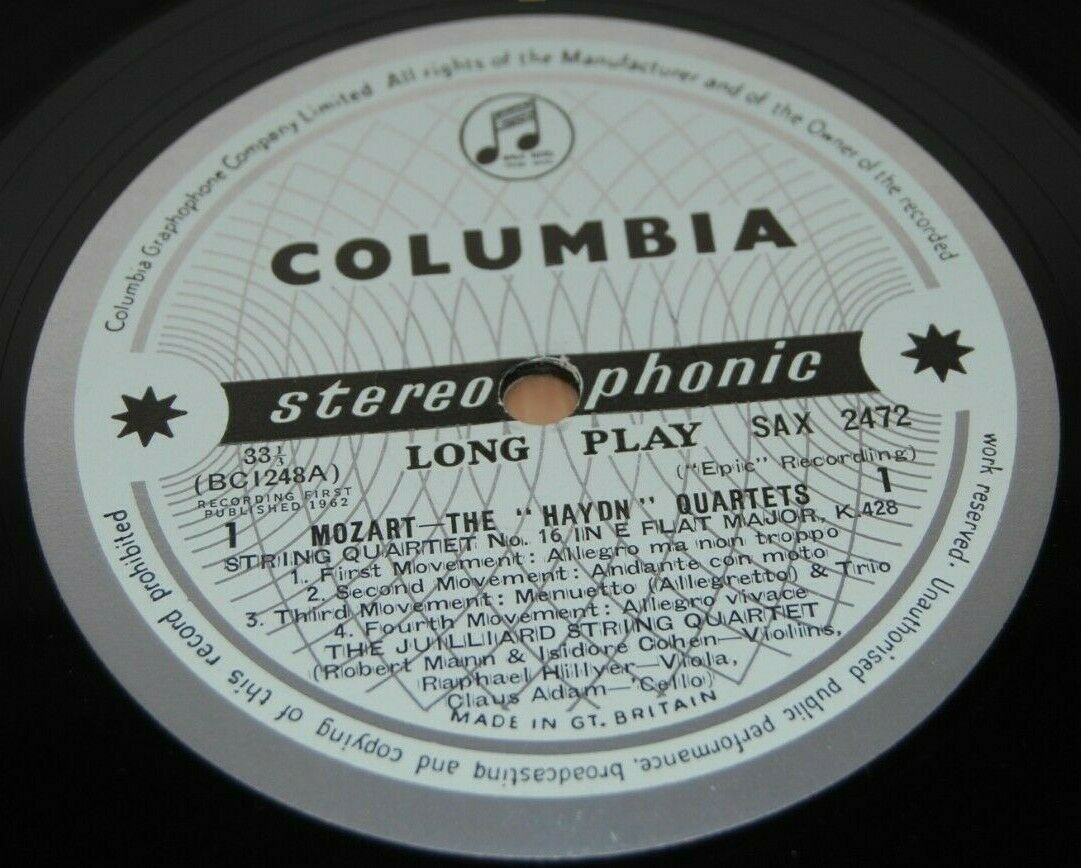 Columbia Graphophone Company Limited. All rights of the Manufacturer and of the Owner of the recorded
work reserved. Unauthorised public performance, broadcasting and copying of this record prohibited
COLUMBIA
stereophonic
LONG PLAY
SAX 2472
33⅓
(BC1248A)
("Epic" Recording)
RECORDING FIRST
PUBLISHED 1962
1
1
MOZART—THE "HAYDN" QUARTETS
STRING QUARTET No. 16 IN E FLAT MAJOR, K.428
1. First Movement: Allegro ma non troppo
2. Second Movement: Andante con moto
3. Third Movement: Menuetto (Allegretto) & Trio
4. Fourth Movement: Allegro vivace
THE JUILLIARD STRING QUARTET
(Robert Mann & Isidore Cohen—Violins,
Raphael Hillyer—Viola,
Claus Adam—'Cello)
MADE IN GT. BRITAIN